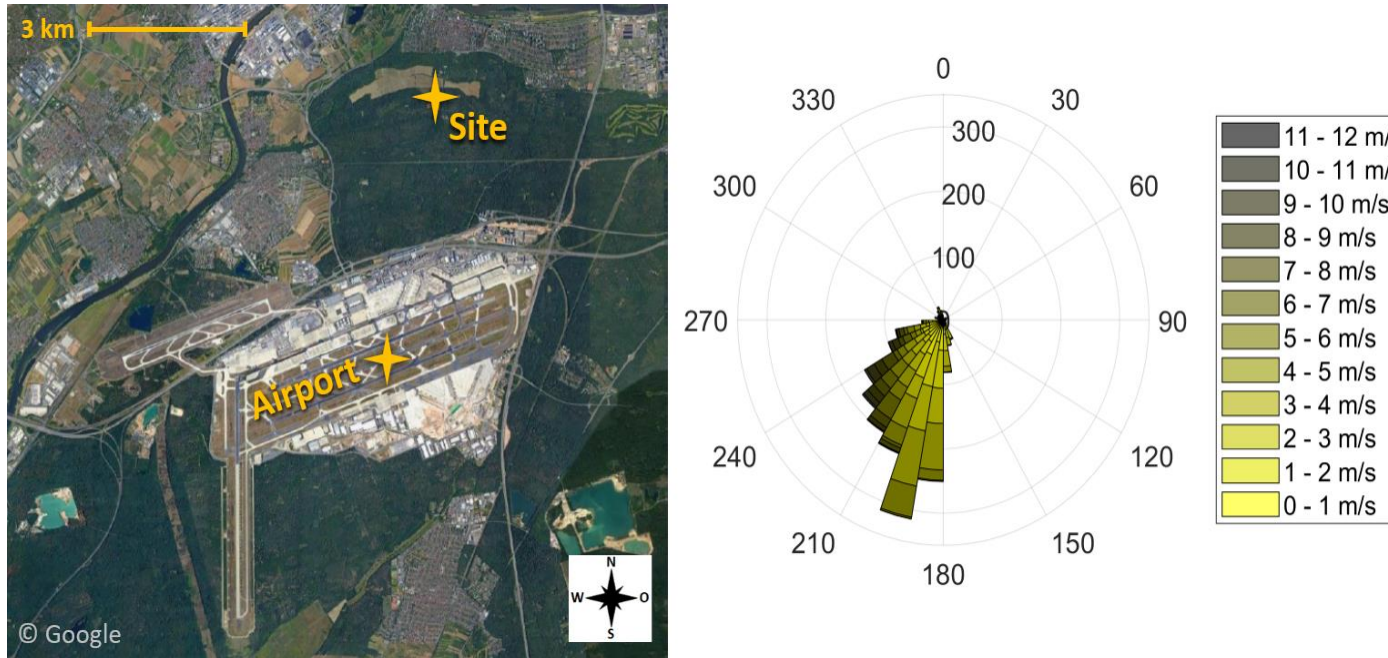 3 km
Site
Airport
N
W O
S
© Google
0
330 30
300
300 60
200
100
270 90
240 120
210 150
180
11 - 12 m/
10 - 11 m/
9 - 10 m/s
8 - 9 m/s
7 - 8 m/s
6 - 7 m/s
5 - 6 m/s
4 - 5 m/s
3 - 4 m/s
2 - 3 m/s
1 - 2 m/s
0 - 1 m/s